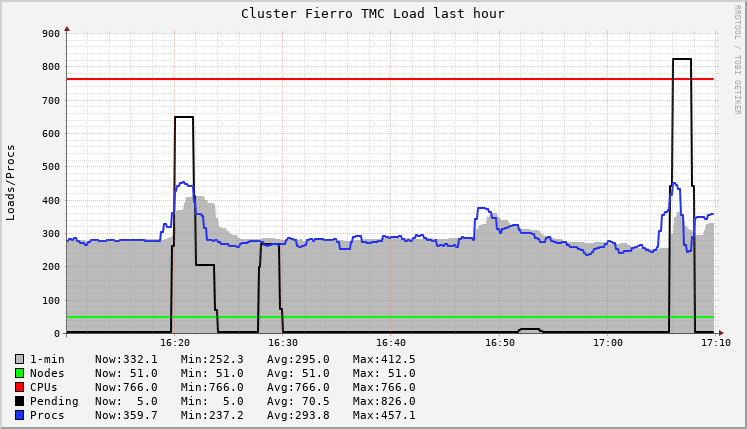 Cluster Fierro TMC Load last hour
RRDTOOL / TOBI OETIKER
Loads/Procs
900
800
700
600
500
400
300
200
100
0
16:20 16:30 16:40 16:50 17:00 17:10
1-min Now:332.1 Min:252.3 Avg:295.0 Max:412.5
Nodes Now: 51.0 Min: 51.0 Avg: 51.0 Max: 51.0
CPUs Now:766.0 Min:766.0 Avg:766.0 Max:766.0
Pending Now: 5.0 Min: 5.0 Avg: 70.5 Max:826.0
Procs Now:359.7 Min:237.2 Avg:293.8 Max:457.1